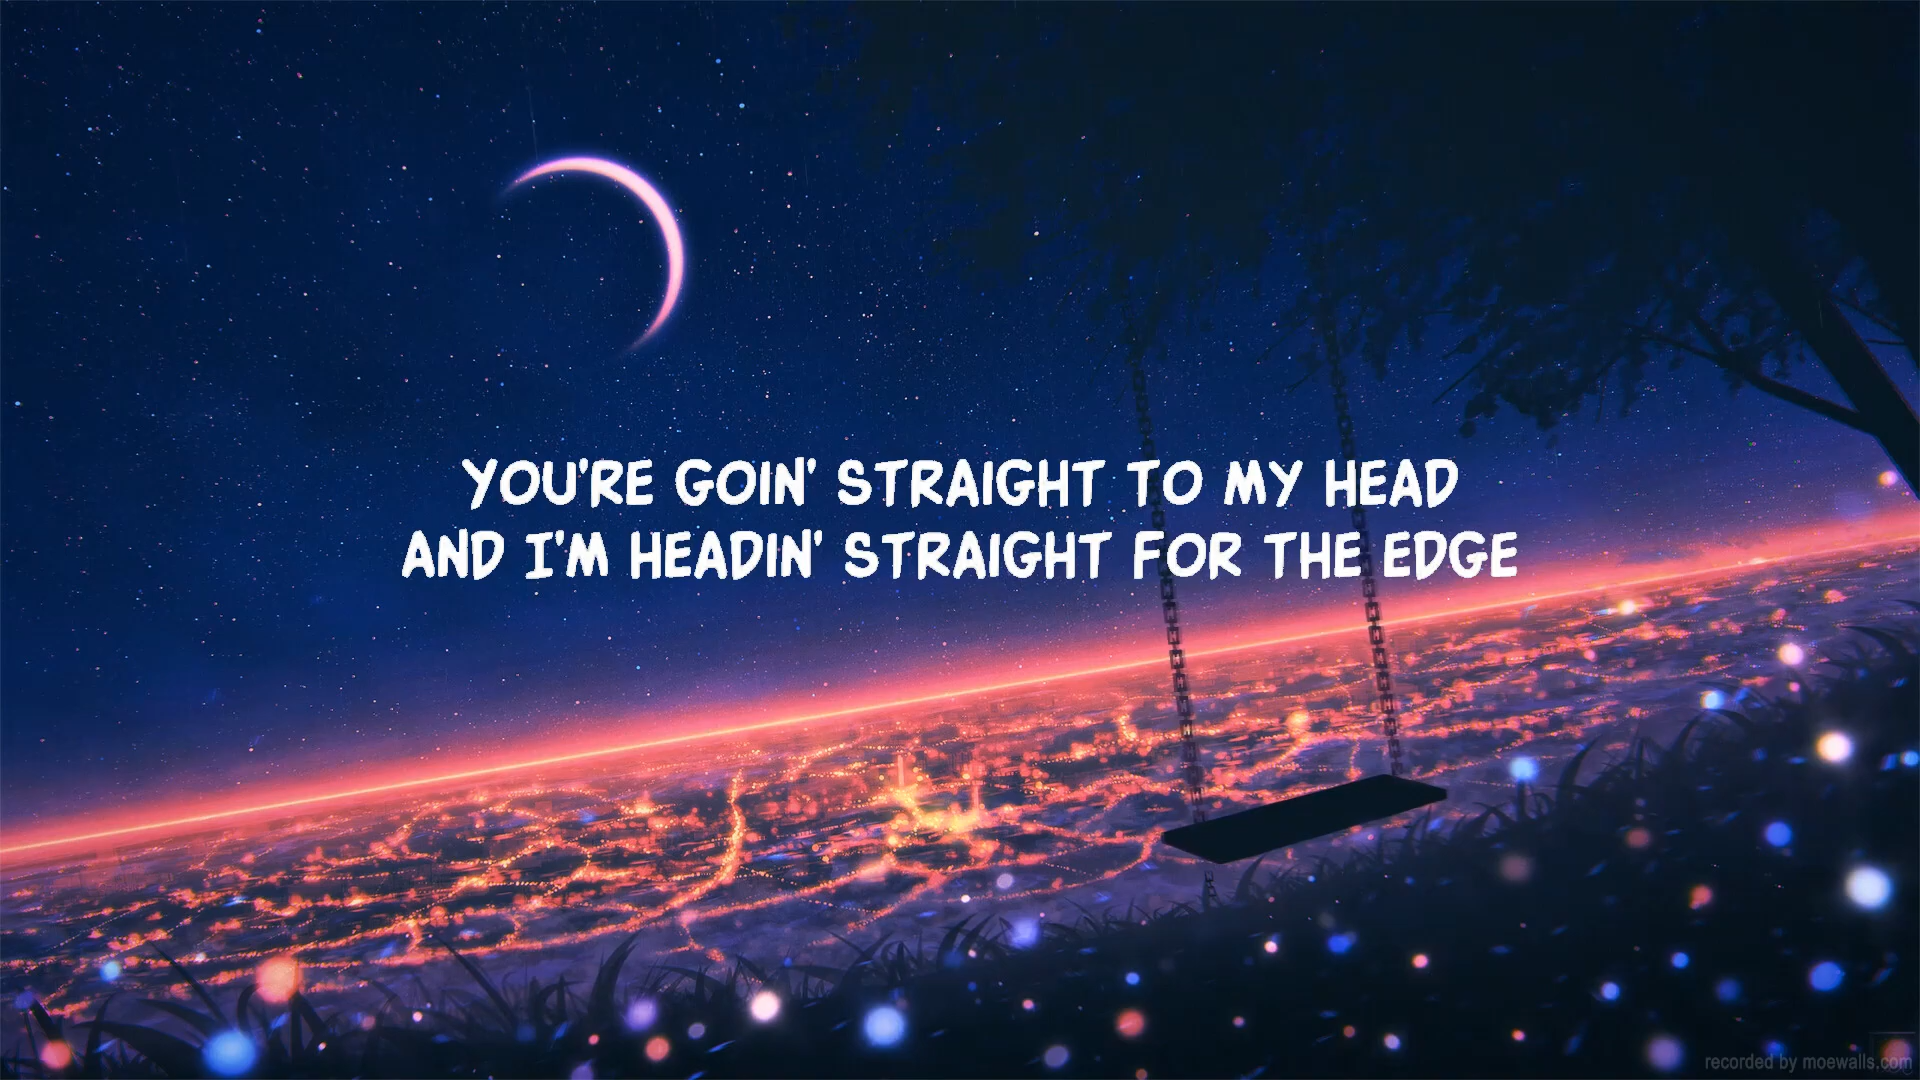 YOU'RE GOIN' STRAIGHT TO MY HEAD
AND I'M HEADIN' STRAIGHT FOR THE EDGE
recorded by moewalls.com